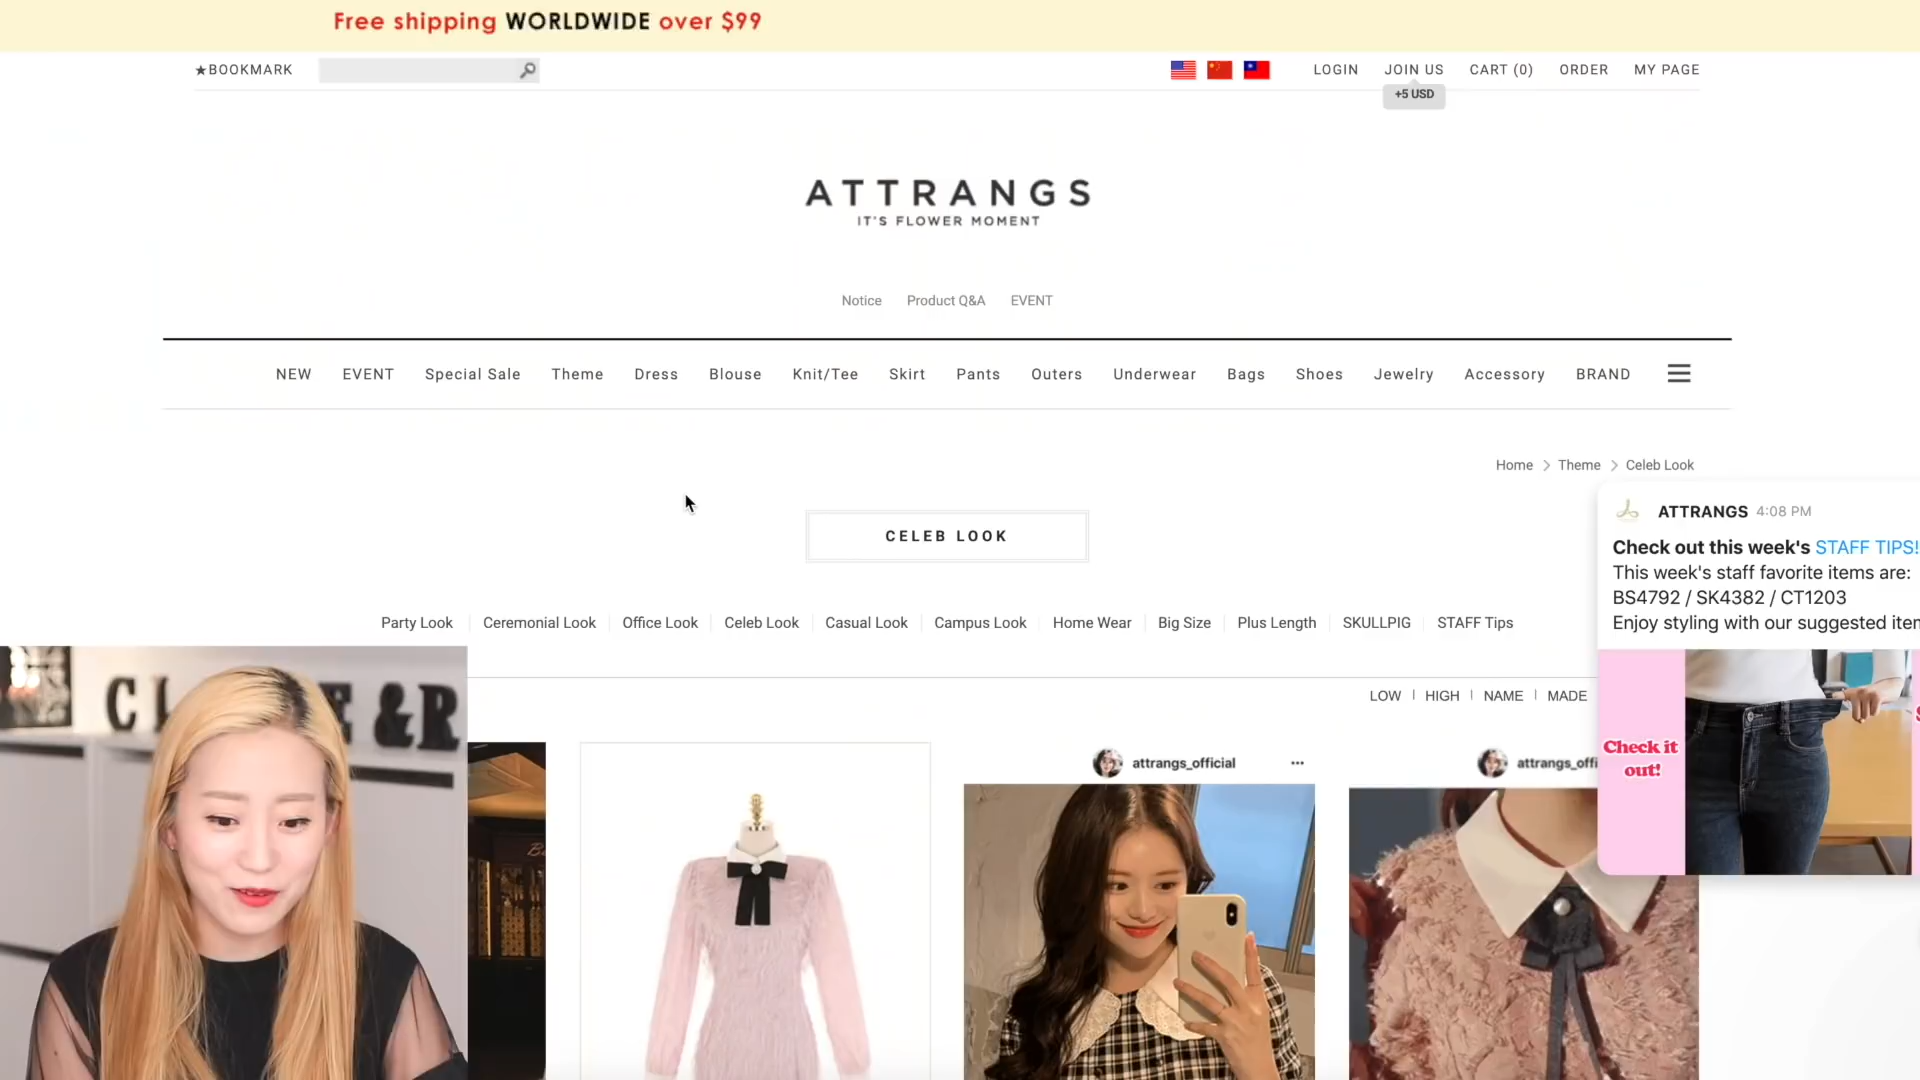 Free shipping WORLDWIDE over $99
★BOOKMARK
LOGIN JOIN US CART (0) ORDER MY PAGE
+5 USD
ATTRANGS
IT'S FLOWER MOMENT
Notice Product Q&A EVENT
NEW EVENT Special Sale Theme Dress Blouse Knit/Tee Skirt Pants Outers Underwear Bags Shoes Jewelry Accessory BRAND
Home > Theme > Celeb Look
CELEB LOOK
Party Look Ceremonial Look Office Look Celeb Look Casual Look Campus Look Home Wear Big Size Plus Length SKULLPIG STAFF Tips
LOW | HIGH | NAME | MADE
ATTRANGS 4:08 PM
Check out this week's STAFF TIPS!
This week's staff favorite items are:
BS4792 / SK4382 / CT1203
Enjoy styling with our suggested
Check it
out!
attrangs_official
&R